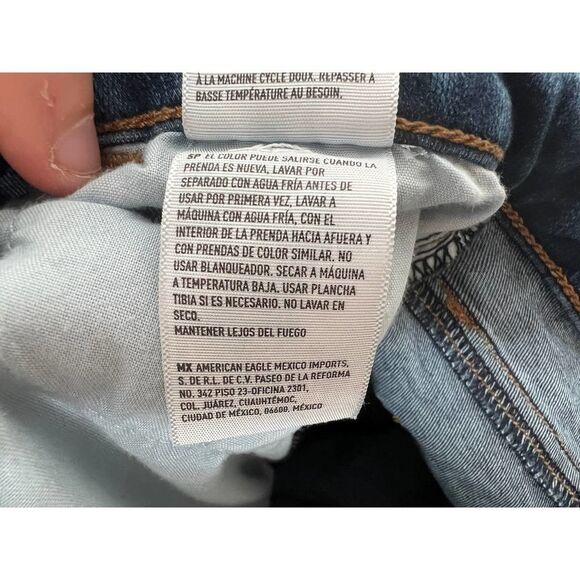 À LA MACHINE CYCLE DOUX. REPASSER À
BASSE TEMPÉRATURE AU BESOIN.
SP EL COLOR PUEDE SALIRSE CUANDO LA
PRENDA ES NUEVA, LAVAR POR
SEPARADO CON AGUA FRÍA ANTES DE
USAR POR PRIMERA VEZ, LAVAR A
MÁQUINA CON AGUA FRÍA, CON EL
INTERIOR DE LA PRENDA HACIA AFUERA Y
CON PRENDAS DE COLOR SIMILAR. NO
USAR BLANQUEADOR. SECAR A MÁQUINA
A TEMPERATURA BAJA. USAR PLANCHA
TIBIA SI ES NECESARIO. NO LAVAR EN
SECO.
MANTENER LEJOS DEL FUEGO
MX AMERICAN EAGLE MEXICO IMPORTS,
S. DE R.L. DE C.V. PASEO DE LA REFORMA
NO. 342 PISO 23-OFICINA 2301,
COL. JUÁREZ, CUAUHTÉMOC,
CIUDAD DE MÉXICO, 06600, MÉXICO